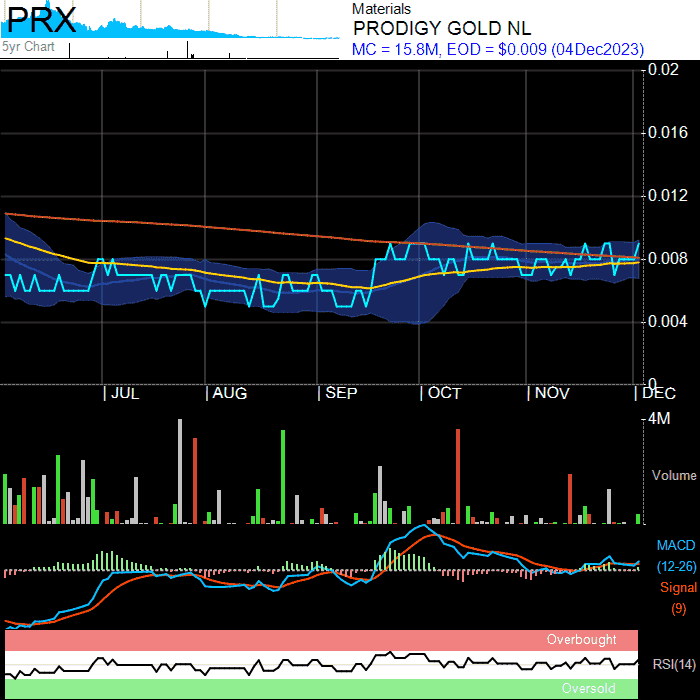 PRX
5yr Chart
Materials
PRODIGY GOLD NL
MC = 15.8M, EOD = $0.009 (04Dec2023)
0.02
0.016
0.012
0.008
0.004
0
JUL AUG SEP OCT NOV DEC
4M
Volume
MACD
(12-26)
Signal
(9)
Overbought
RSI(14)
Oversold